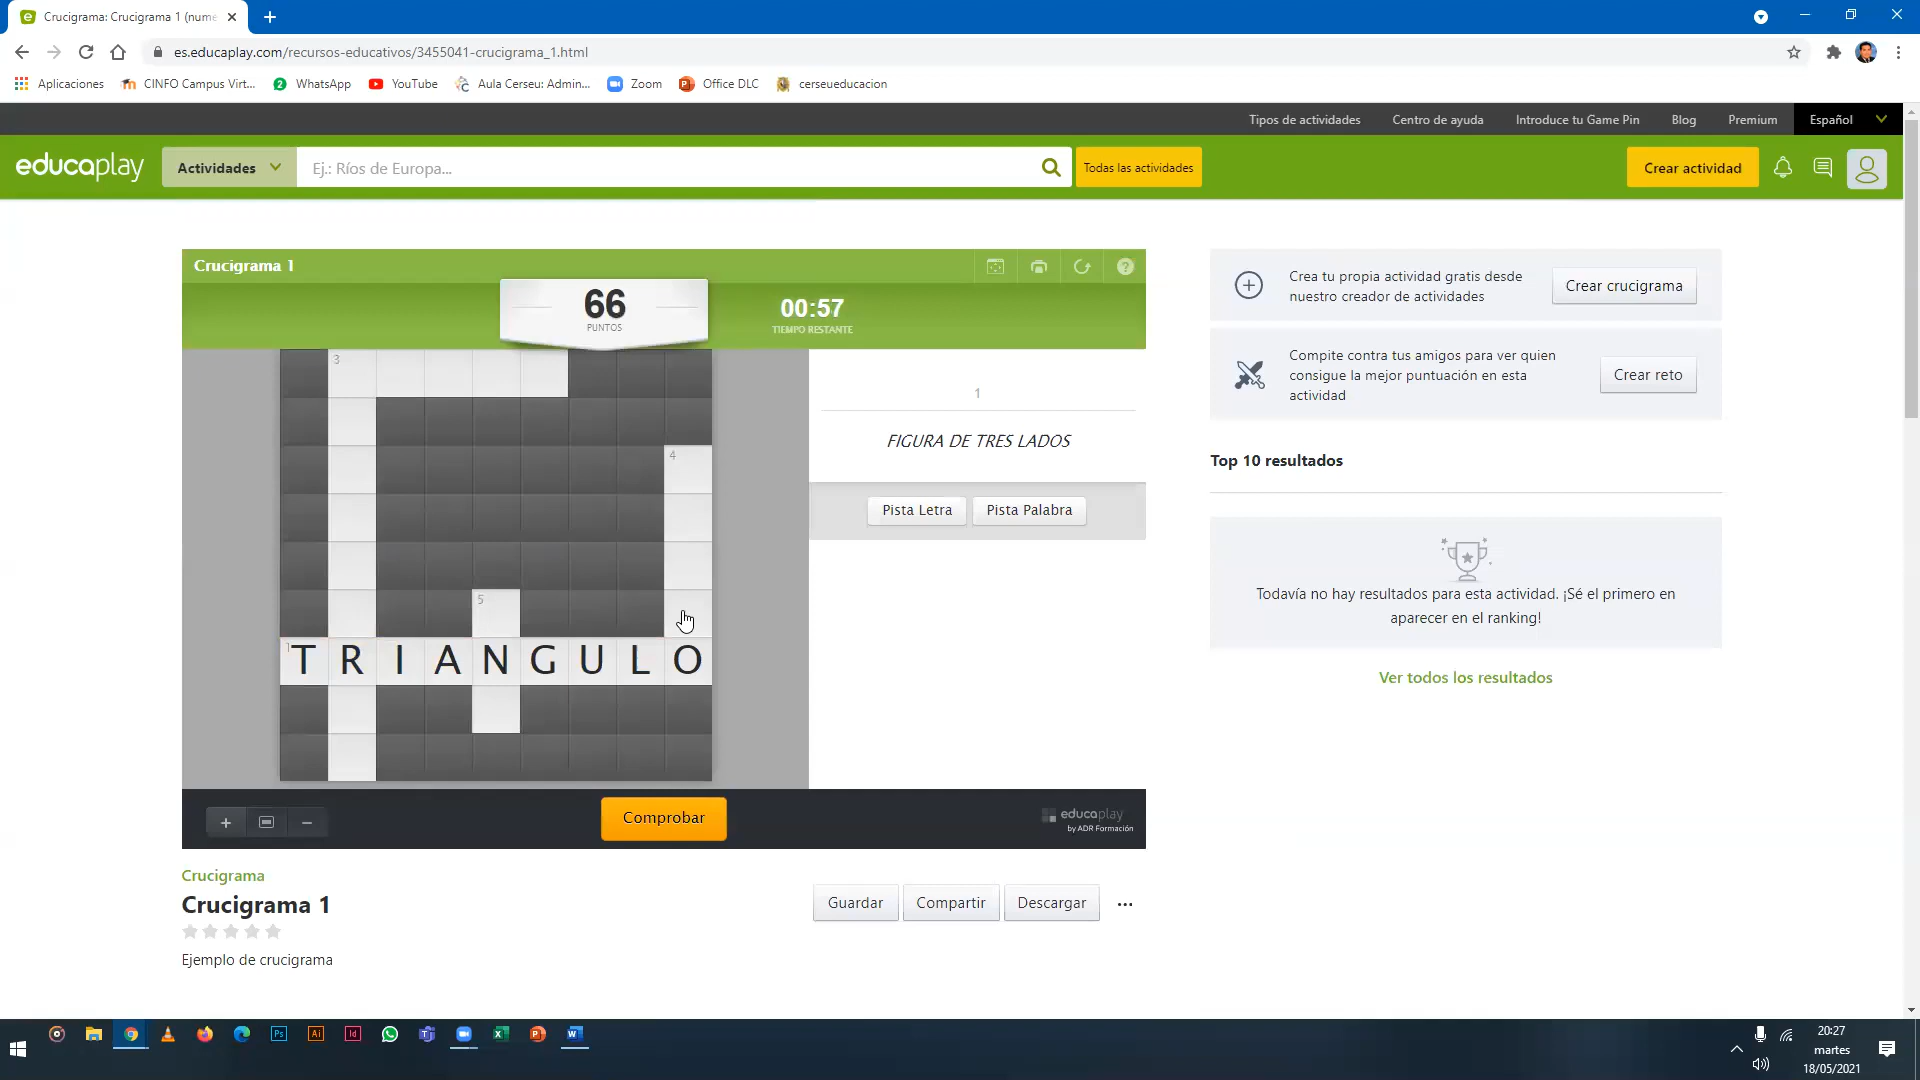 Crucigrama: Crucigrama 1 (nume
es.educaplay.com/recursos-educativos/3455041-crucigrama_1.html
Aplicaciones
CINFO Campus Virt...
2
WhatsApp
YouTube
Aula Cerseu: Admin...
Zoom
Office DLC
cerseueducacion
Tipos de actividades
Centro de ayuda
Introduce tu Game Pin
Blog
Premium
Español
educaplay
Actividades
Ej.: Ríos de Europa...
Todas las actividades
Crear actividad
Crucigrama 1
66
PUNTOS
00:57
TIEMPO RESTANTE
3
4
5
1
TRIANGULO
1
FIGURA DE TRES LADOS
Pista Letra
Pista Palabra
Comprobar
educaplay
by ADR Formación
Crea tu propia actividad gratis desde
nuestro creador de actividades
Crear crucigrama
Compite contra tus amigos para ver quien
consigue la mejor puntuación en esta
actividad
Crear reto
Top 10 resultados
Todavía no hay resultados para esta actividad. ¡Sé el primero en
aparecer en el ranking!
Ver todos los resultados
Crucigrama
Crucigrama 1
Ejemplo de crucigrama
Guardar
Compartir
Descargar
Ps
Ai
Id
20:27
martes
18/05/2021